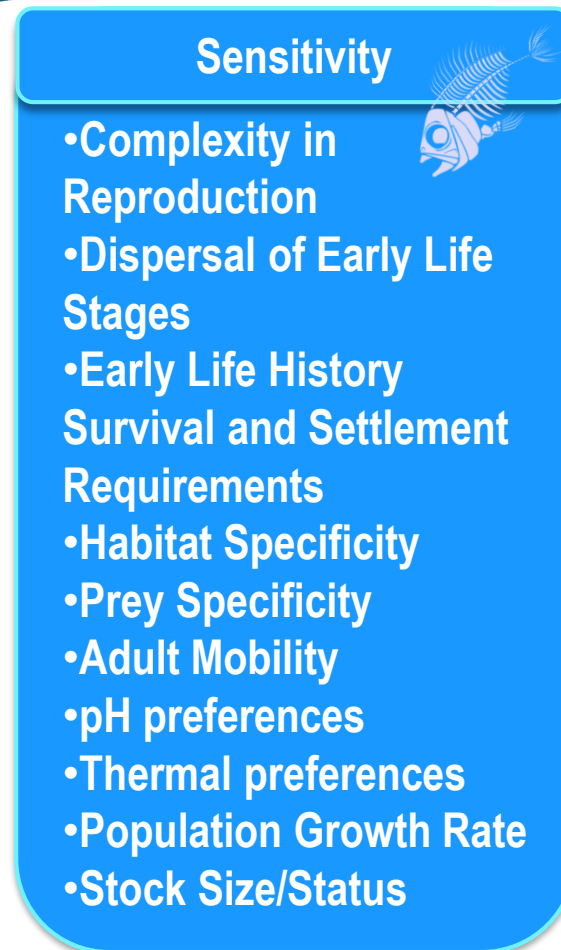 Sensitivity
•Complexity in
Reproduction
•Dispersal of Early Life
Stages
•Early Life History
Survival and Settlement
Requirements
•Habitat Specificity
•Prey Specificity
•Adult Mobility
•pH preferences
•Thermal preferences
•Population Growth Rate
•Stock Size/Status